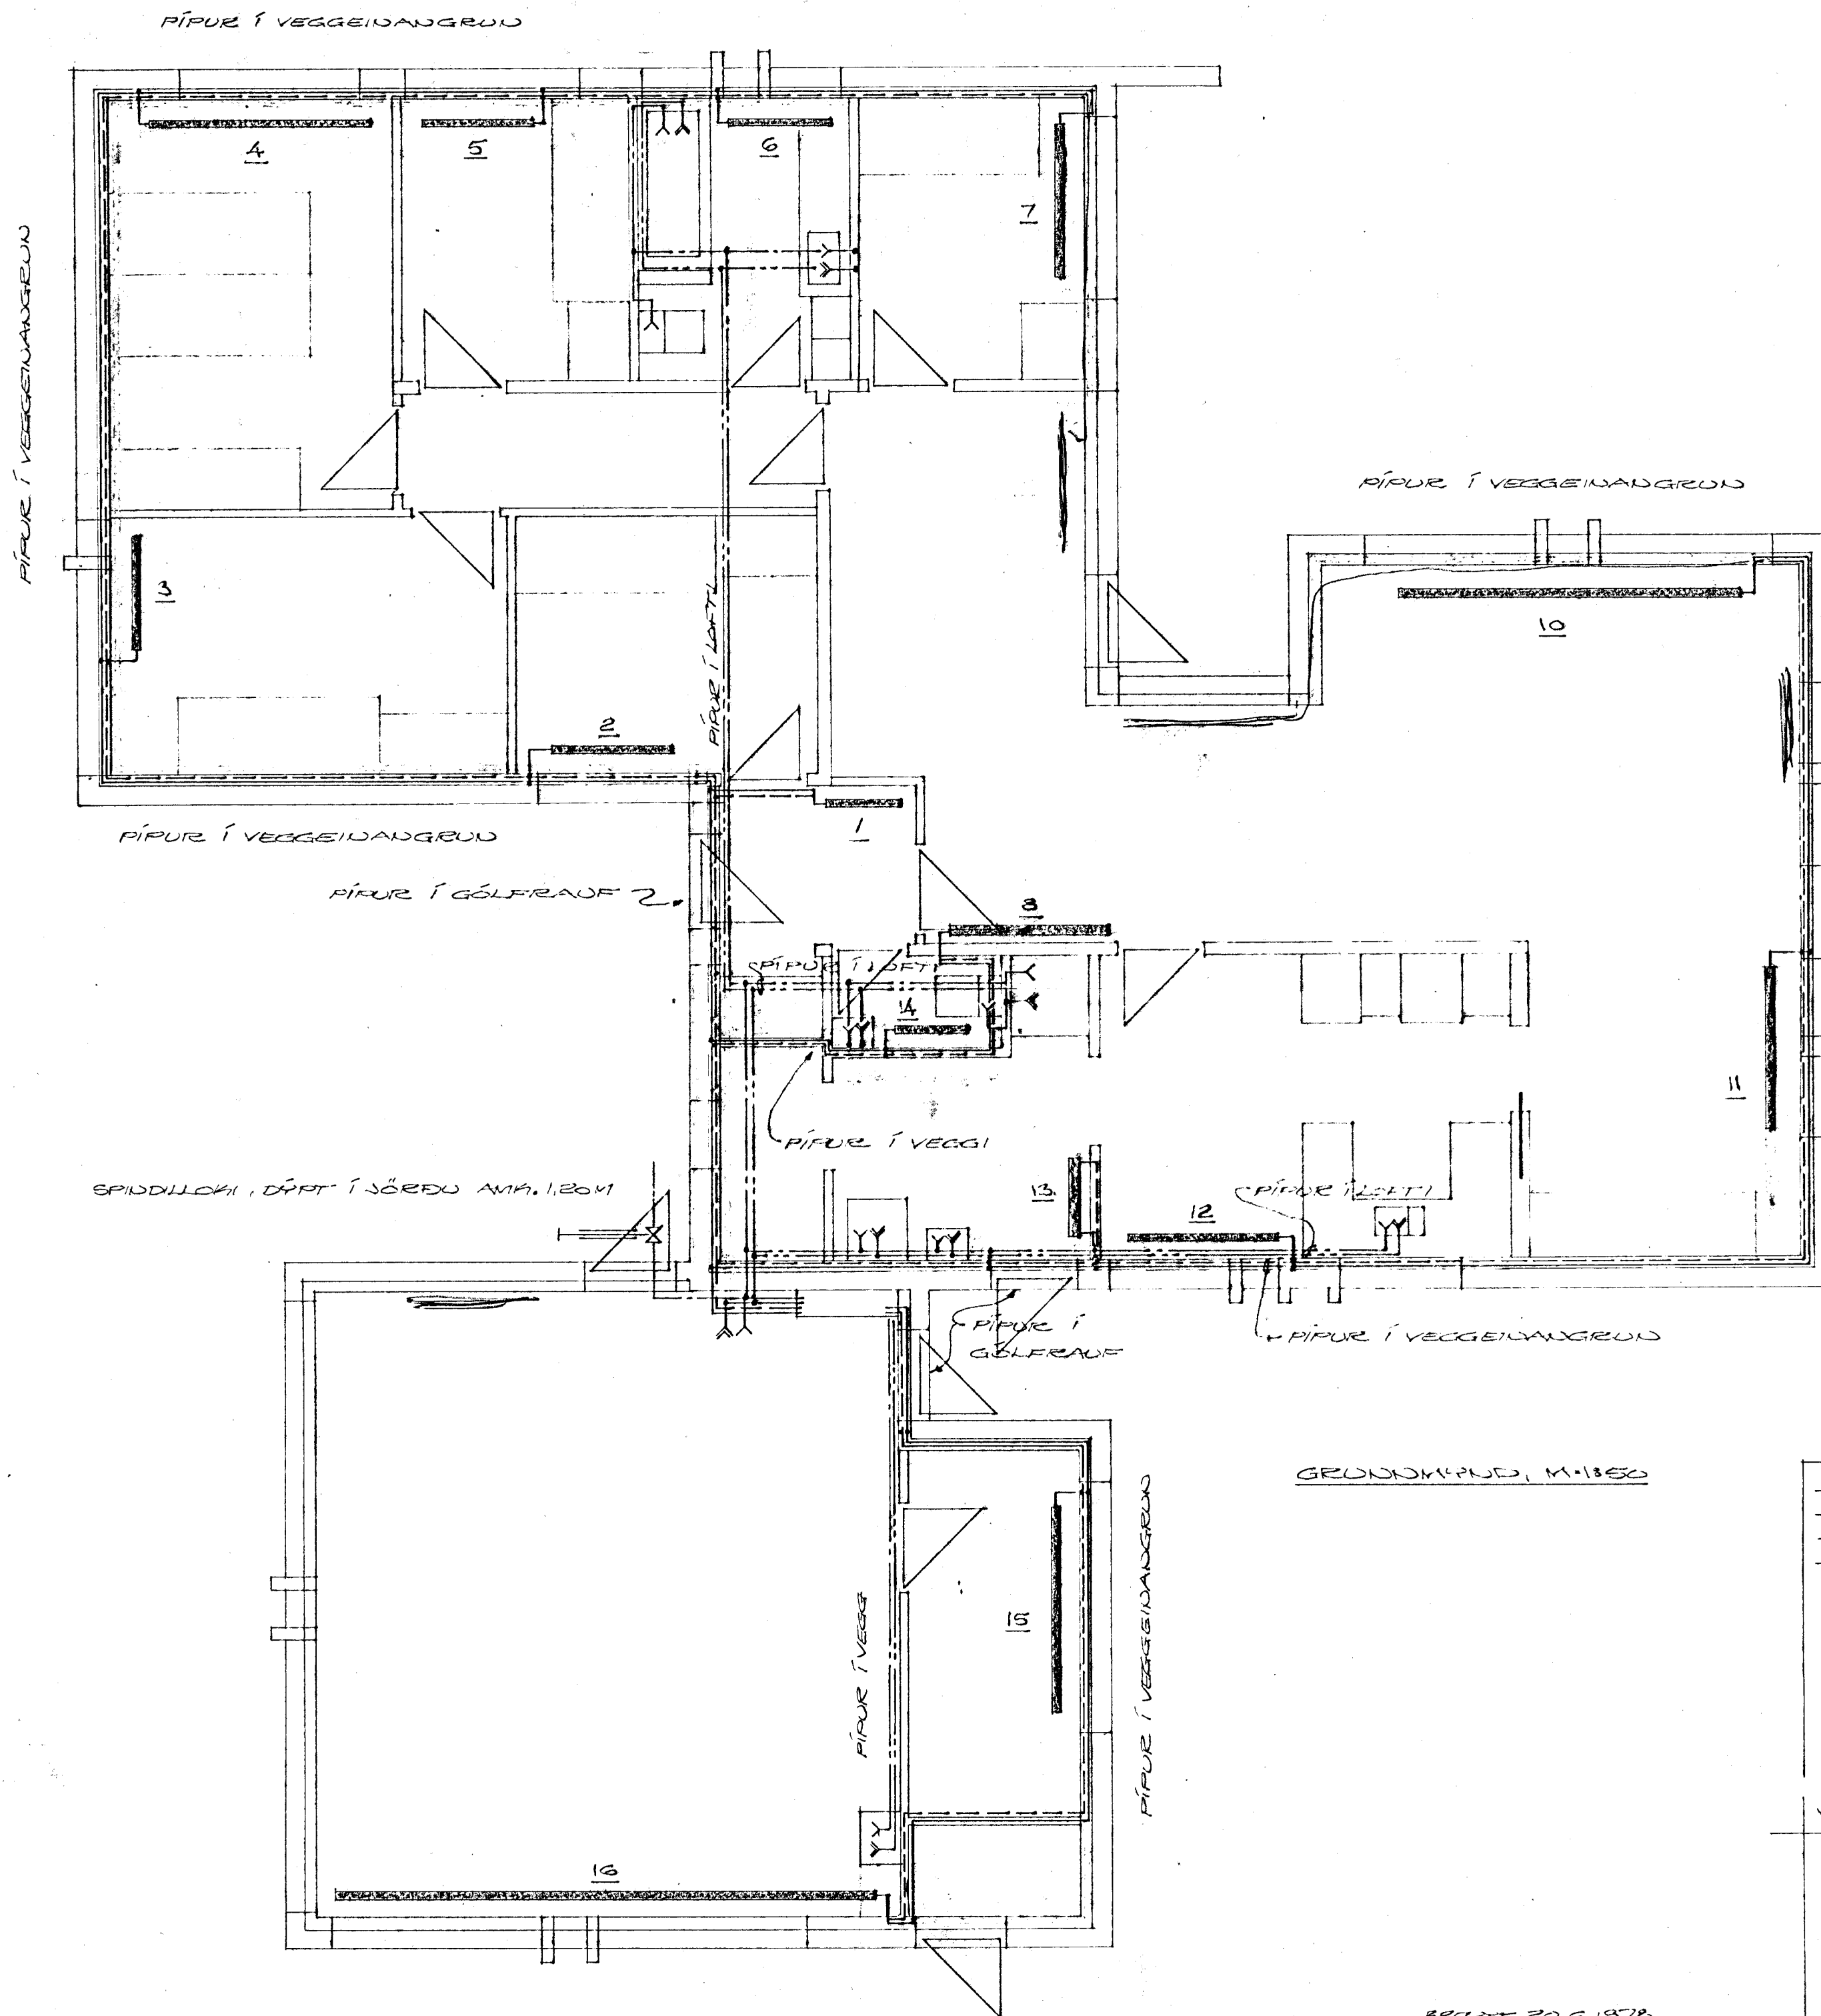 PÍPUR Í VEGGEINANGRUN
4
5
6
7
PÍPUR Í VEGGEINANGRUN
PÍPUR Í VEGGEINANGRUN
3
10
2
PÍPUR Í LOFTI
1
PÍPUR Í VEGGEINANGRUN
PÍPUR Í GÓLFRAUF
8
PÍPUR Í LOFTI
14
11
PÍPUR Í VEGGI
SPINDILLOKI, DÝPT Í JÖRÐU AMK. 1,20M
13
12
PÍPUR Í LOFTI
PÍPUR Í
GÓLFRAUF
PÍPUR Í VEGGEINANGRUN
GRUNNMYND, M=1:50
15
PÍPUR Í VEGG
PÍPUR Í VEGGEINANGRUN
16